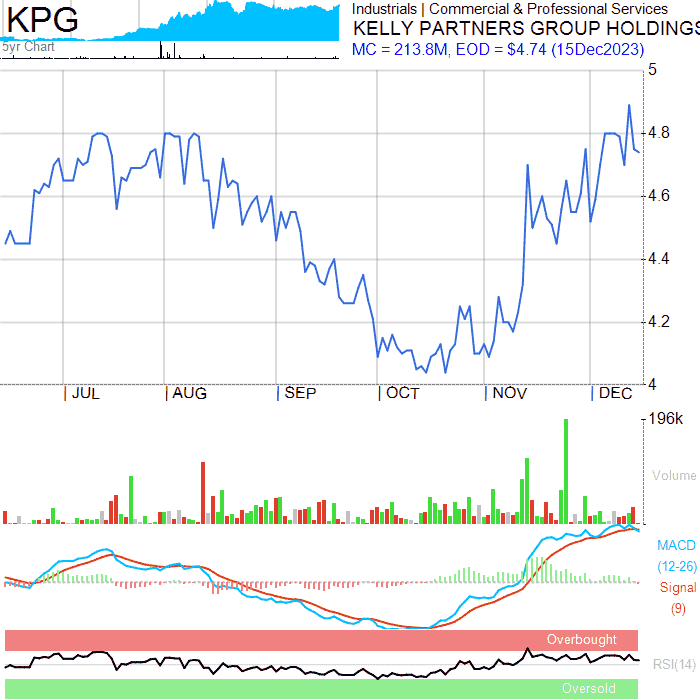 KPG
5yr Chart
Industrials | Commercial & Professional Services
KELLY PARTNERS GROUP HOLDINGS
MC = 213.8M, EOD = $4.74 (15Dec2023)
5
4.8
4.6
4.4
4.2
4
| JUL | AUG | SEP | OCT | NOV | DEC
196k
Volume
MACD
(12-26)
Signal
(9)
Overbought
RSI(14)
Oversold